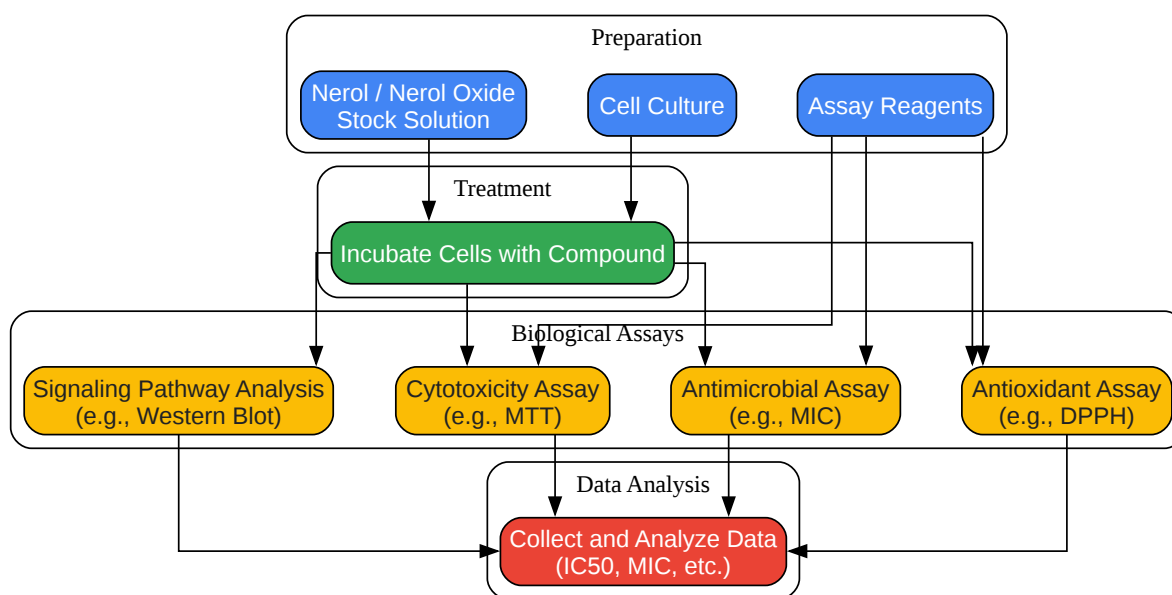 Preparation
Nerol / Nerol Oxide
Stock Solution
Cell Culture
Assay Reagents
Treatment
Incubate Cells with Compound
Biological Assays
Signaling Pathway Analysis
(e.g., Western Blot)
Cytotoxicity Assay
(e.g., MTT)
Antimicrobial Assay
(e.g., MIC)
Antioxidant Assay
(e.g., DPPH)
Data Analysis
Collect and Analyze Data
(IC50, MIC, etc.)